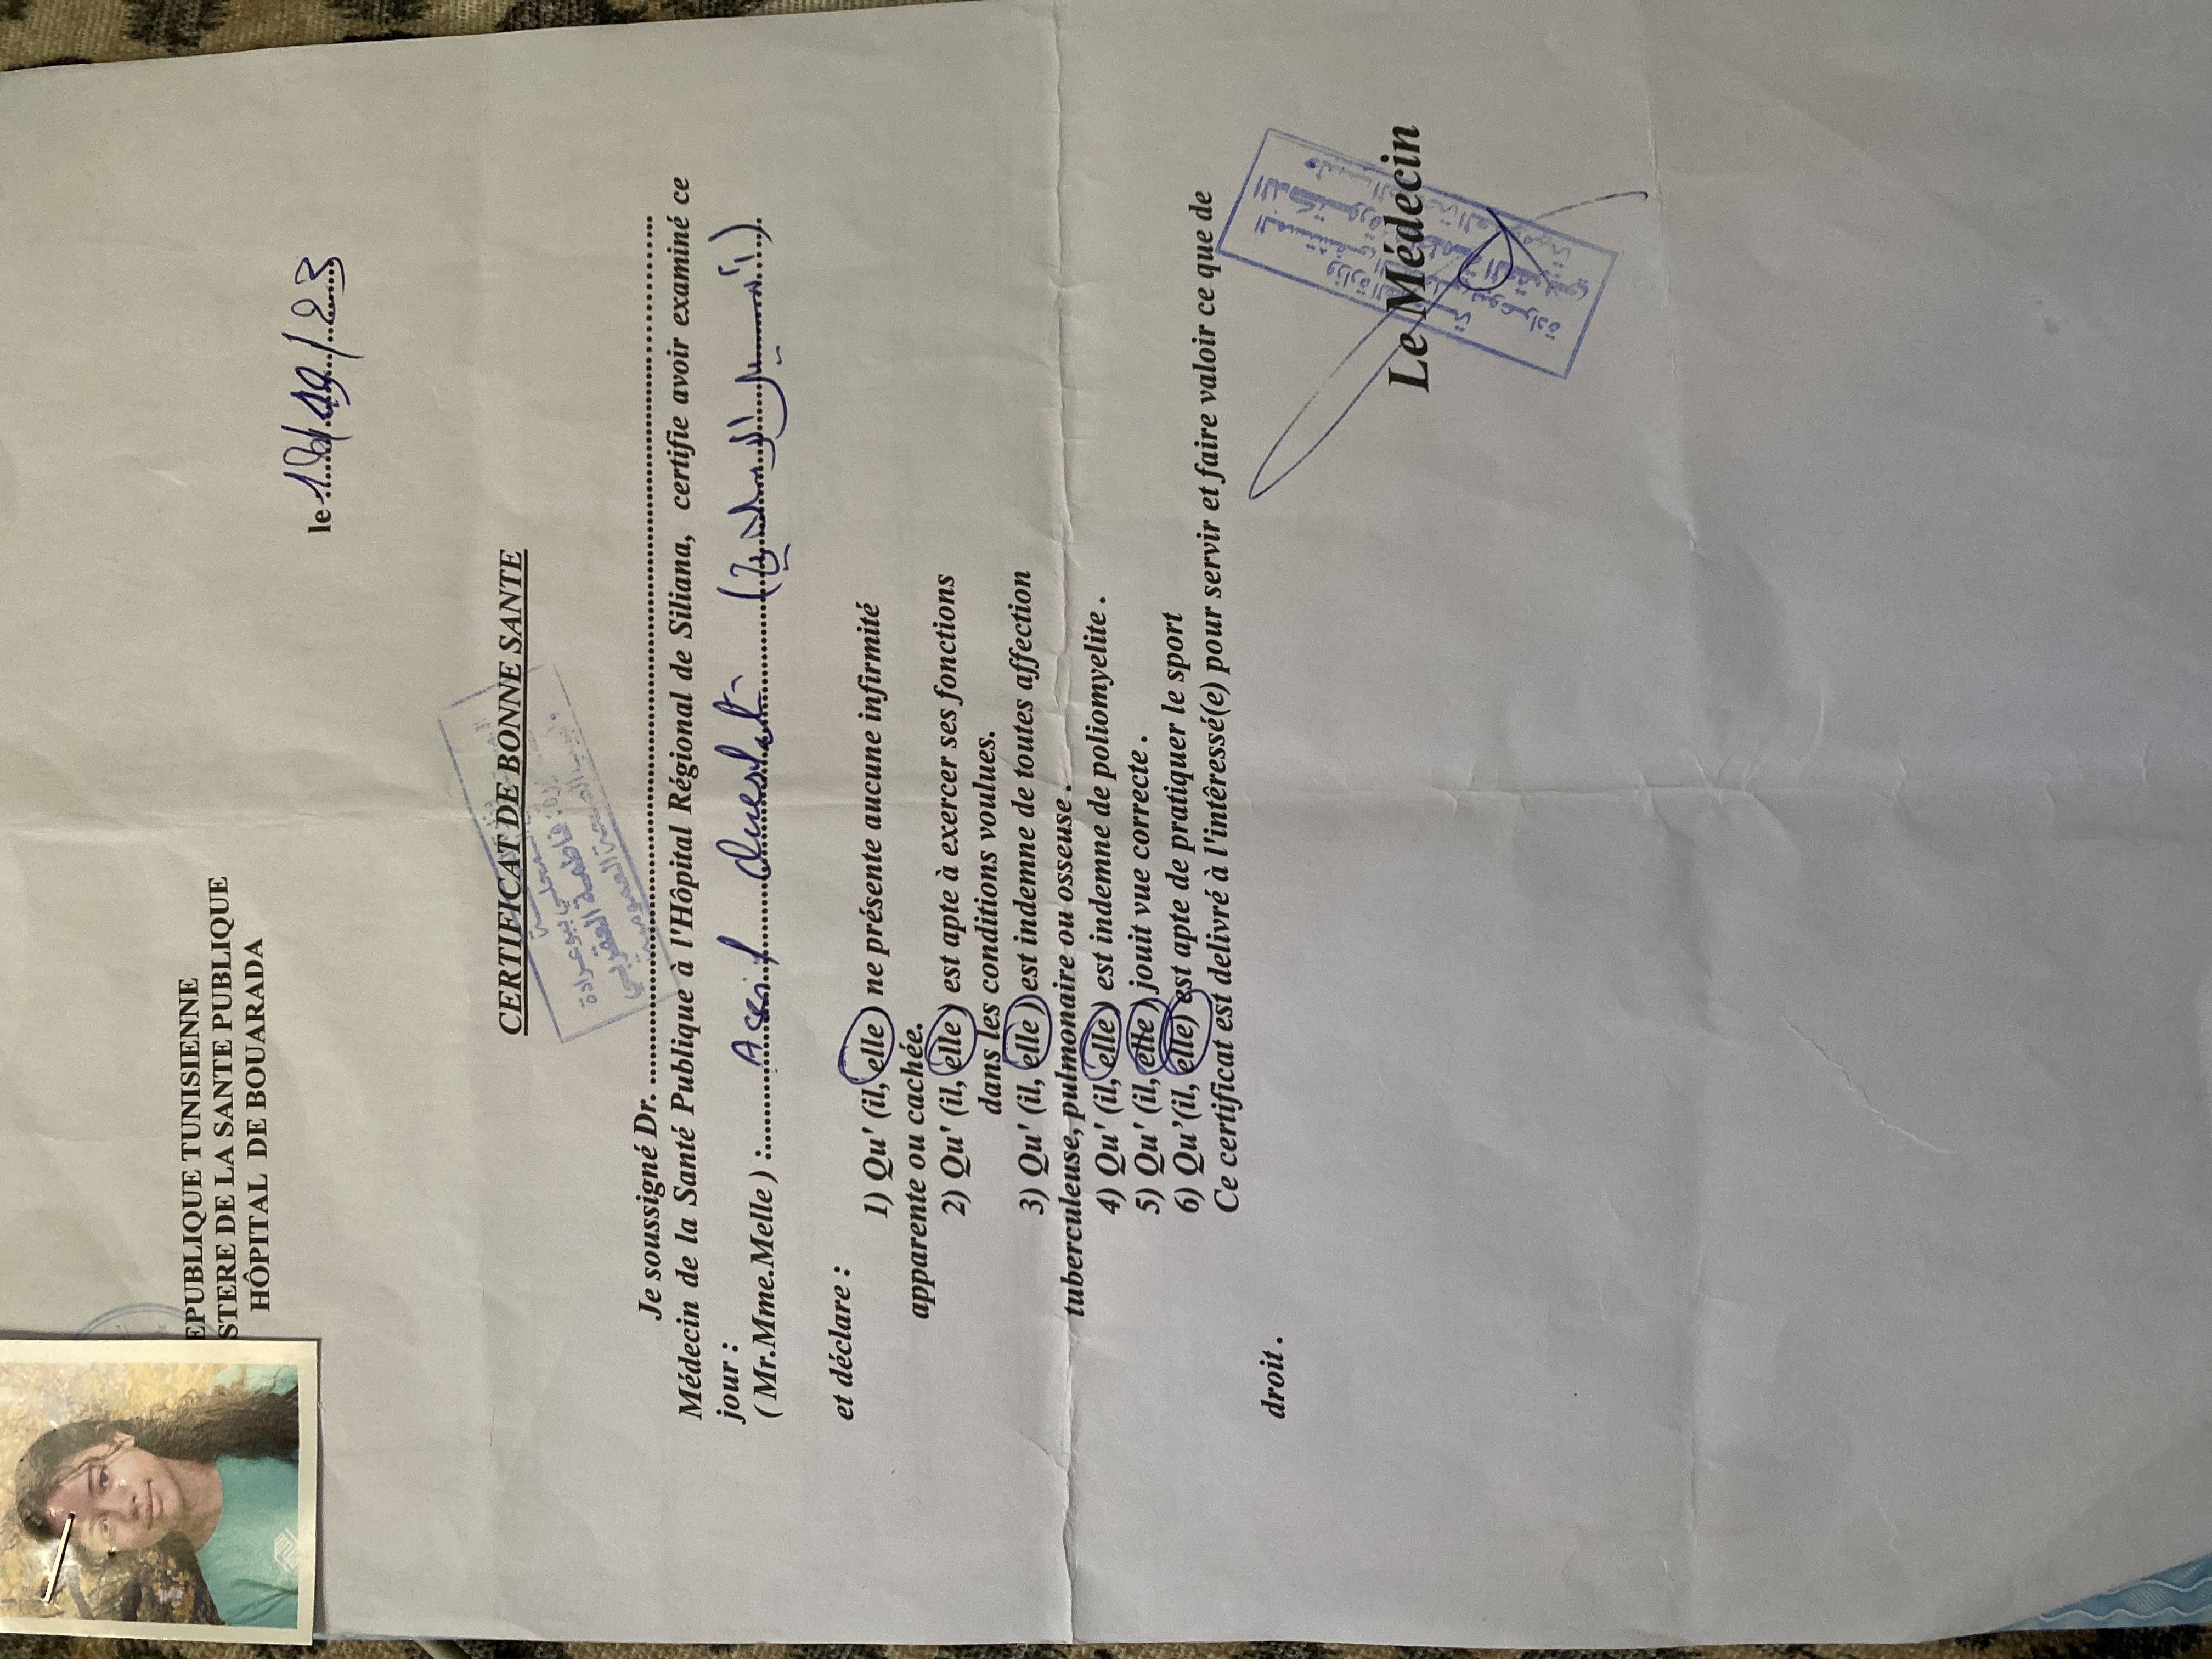 EPUBLIQUE TUNISIENNE
STERE DE LA SANTE PUBLIQUE
HÔPITAL DE BOUARADA
le
/23
CERTIFICAT DE BONNE SANTE
ببوعرادة
فاطمة العقربي
الصحة العمومية
Je soussigné Dr.
Médecin de la Santé Publique à l'Hôpital Régional de Siliana, certifie avoir examiné ce
jour :
( Mr.Mme.Melle ) :
et déclare :
1) Qu' (il, elle ) ne présente aucune infirmité
apparente ou cachée.
2) Qu' (il, elle ) est apte à exercer ses fonctions
dans les conditions voulues.
3) Qu' (il, elle ) est indemne de toutes affection
tuberculeuse, pulmonaire ou osseuse .
4) Qu' (il, elle ) est indemne de poliomyelite .
5) Qu' (il, elle ) jouit vue correcte .
6) Qu’(il, elle) est apte de pratiquer le sport
Ce certificat est delivré à l'intêressé(e) pour servir et faire valoir ce que de
droit .
Le Médecin